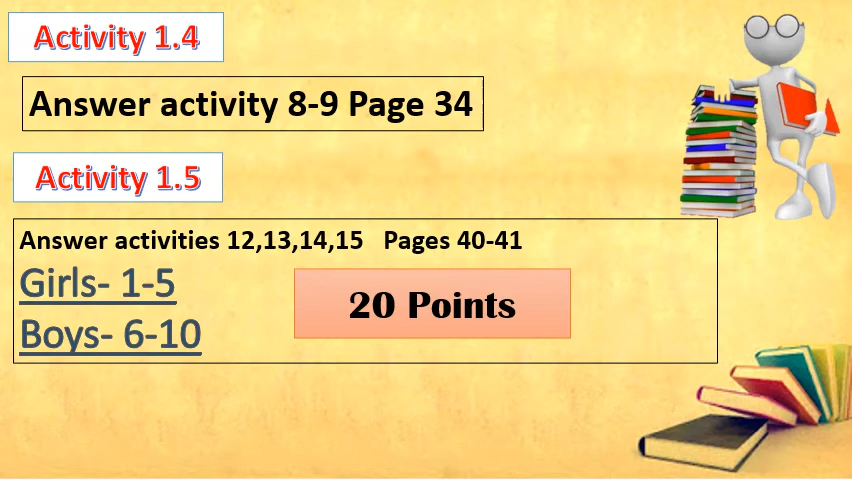 Activity 1.4
Answer activity 8-9 Page 34
Activity 1.5
Answer activities 12,13,14,15 Pages 40-41
Girls- 1-5
Boys- 6-10
20 Points